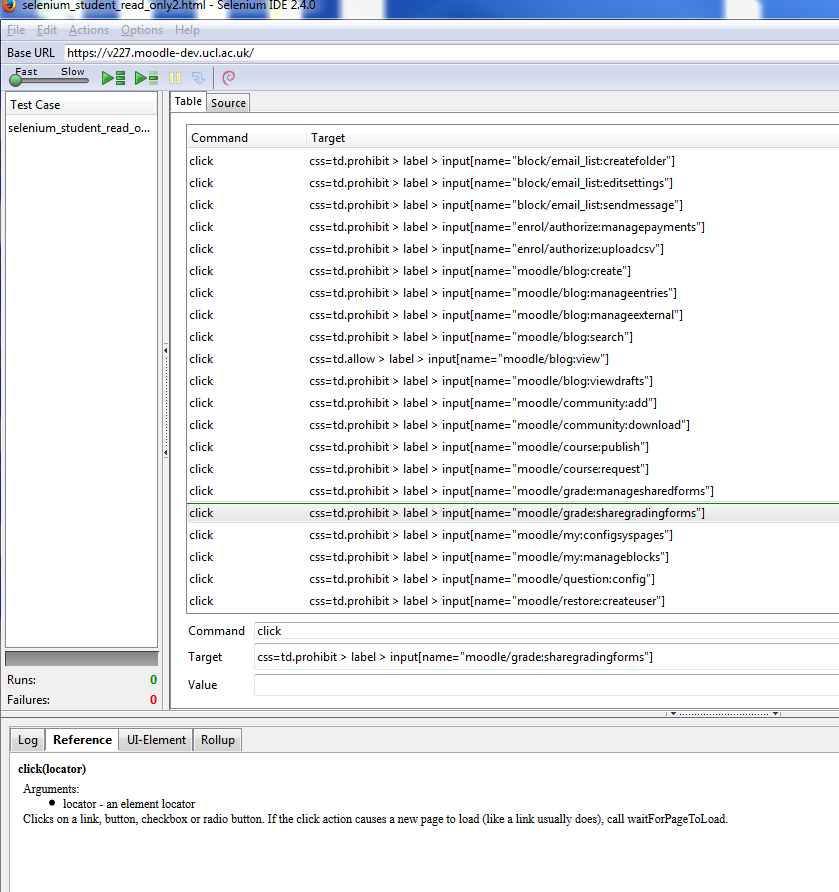 selenium_student_read_only2.html - Selenium IDE 2.4.0
File Edit Actions Options Help
Base URL https://v227.moodle-dev.ucl.ac.uk/
Fast Slow
Test Case
selenium_student_read_o...
Table Source
Command Target
click css=td.prohibit > label > input[name="block/email_list:createfolder"]
click css=td.prohibit > label > input[name="block/email_list:editsettings"]
click css=td.prohibit > label > input[name="block/email_list:sendmessage"]
click css=td.prohibit > label > input[name="enrol/authorize:managepayments"]
click css=td.prohibit > label > input[name="enrol/authorize:uploadcsv"]
click css=td.prohibit > label > input[name="moodle/blog:create"]
click css=td.prohibit > label > input[name="moodle/blog:manageentries"]
click css=td.prohibit > label > input[name="moodle/blog:manageexternal"]
click css=td.prohibit > label > input[name="moodle/blog:search"]
click css=td.allow > label > input[name="moodle/blog:view"]
click css=td.prohibit > label > input[name="moodle/blog:viewdrafts"]
click css=td.prohibit > label > input[name="moodle/community:add"]
click css=td.prohibit > label > input[name="moodle/community:download"]
click css=td.prohibit > label > input[name="moodle/course:publish"]
click css=td.prohibit > label > input[name="moodle/course:request"]
click css=td.prohibit > label > input[name="moodle/grade:managesharedforms"]
click css=td.prohibit > label > input[name="moodle/grade:sharegradingforms"]
click css=td.prohibit > label > input[name="moodle/my:configsyspages"]
click css=td.prohibit > label > input[name="moodle/my:manageblocks"]
click css=td.prohibit > label > input[name="moodle/question:config"]
click css=td.prohibit > label > input[name="moodle/restore:createuser"]
Command click
Target css=td.prohibit > label > input[name="moodle/grade:sharegradingforms"]
Value
Runs: 0
Failures: 0
Log Reference UI-Element Rollup
click(locator)
Arguments:
• locator - an element locator
Clicks on a link, button, checkbox or radio button. If the click action causes a new page to load (like a link usually does), call waitForPageToLoad.